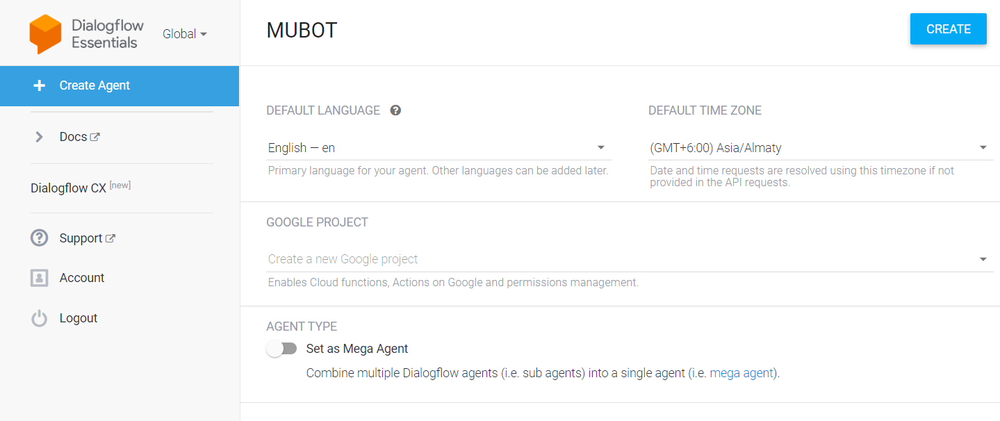 Dialogflow
Essentials
Global
MUBOT
CREATE
Create Agent
Docs
Dialogflow CX [new]
Support
Account
Logout
DEFAULT LANGUAGE
English — en
Primary language for your agent. Other languages can be added later.
DEFAULT TIME ZONE
(GMT+6:00) Asia/Almaty
Date and time requests are resolved using this timezone if not
provided in the API requests.
GOOGLE PROJECT
Create a new Google project
Enables Cloud functions, Actions on Google and permissions management.
AGENT TYPE
Set as Mega Agent
Combine multiple Dialogflow agents (i.e. sub agents) into a single agent (i.e. mega agent).